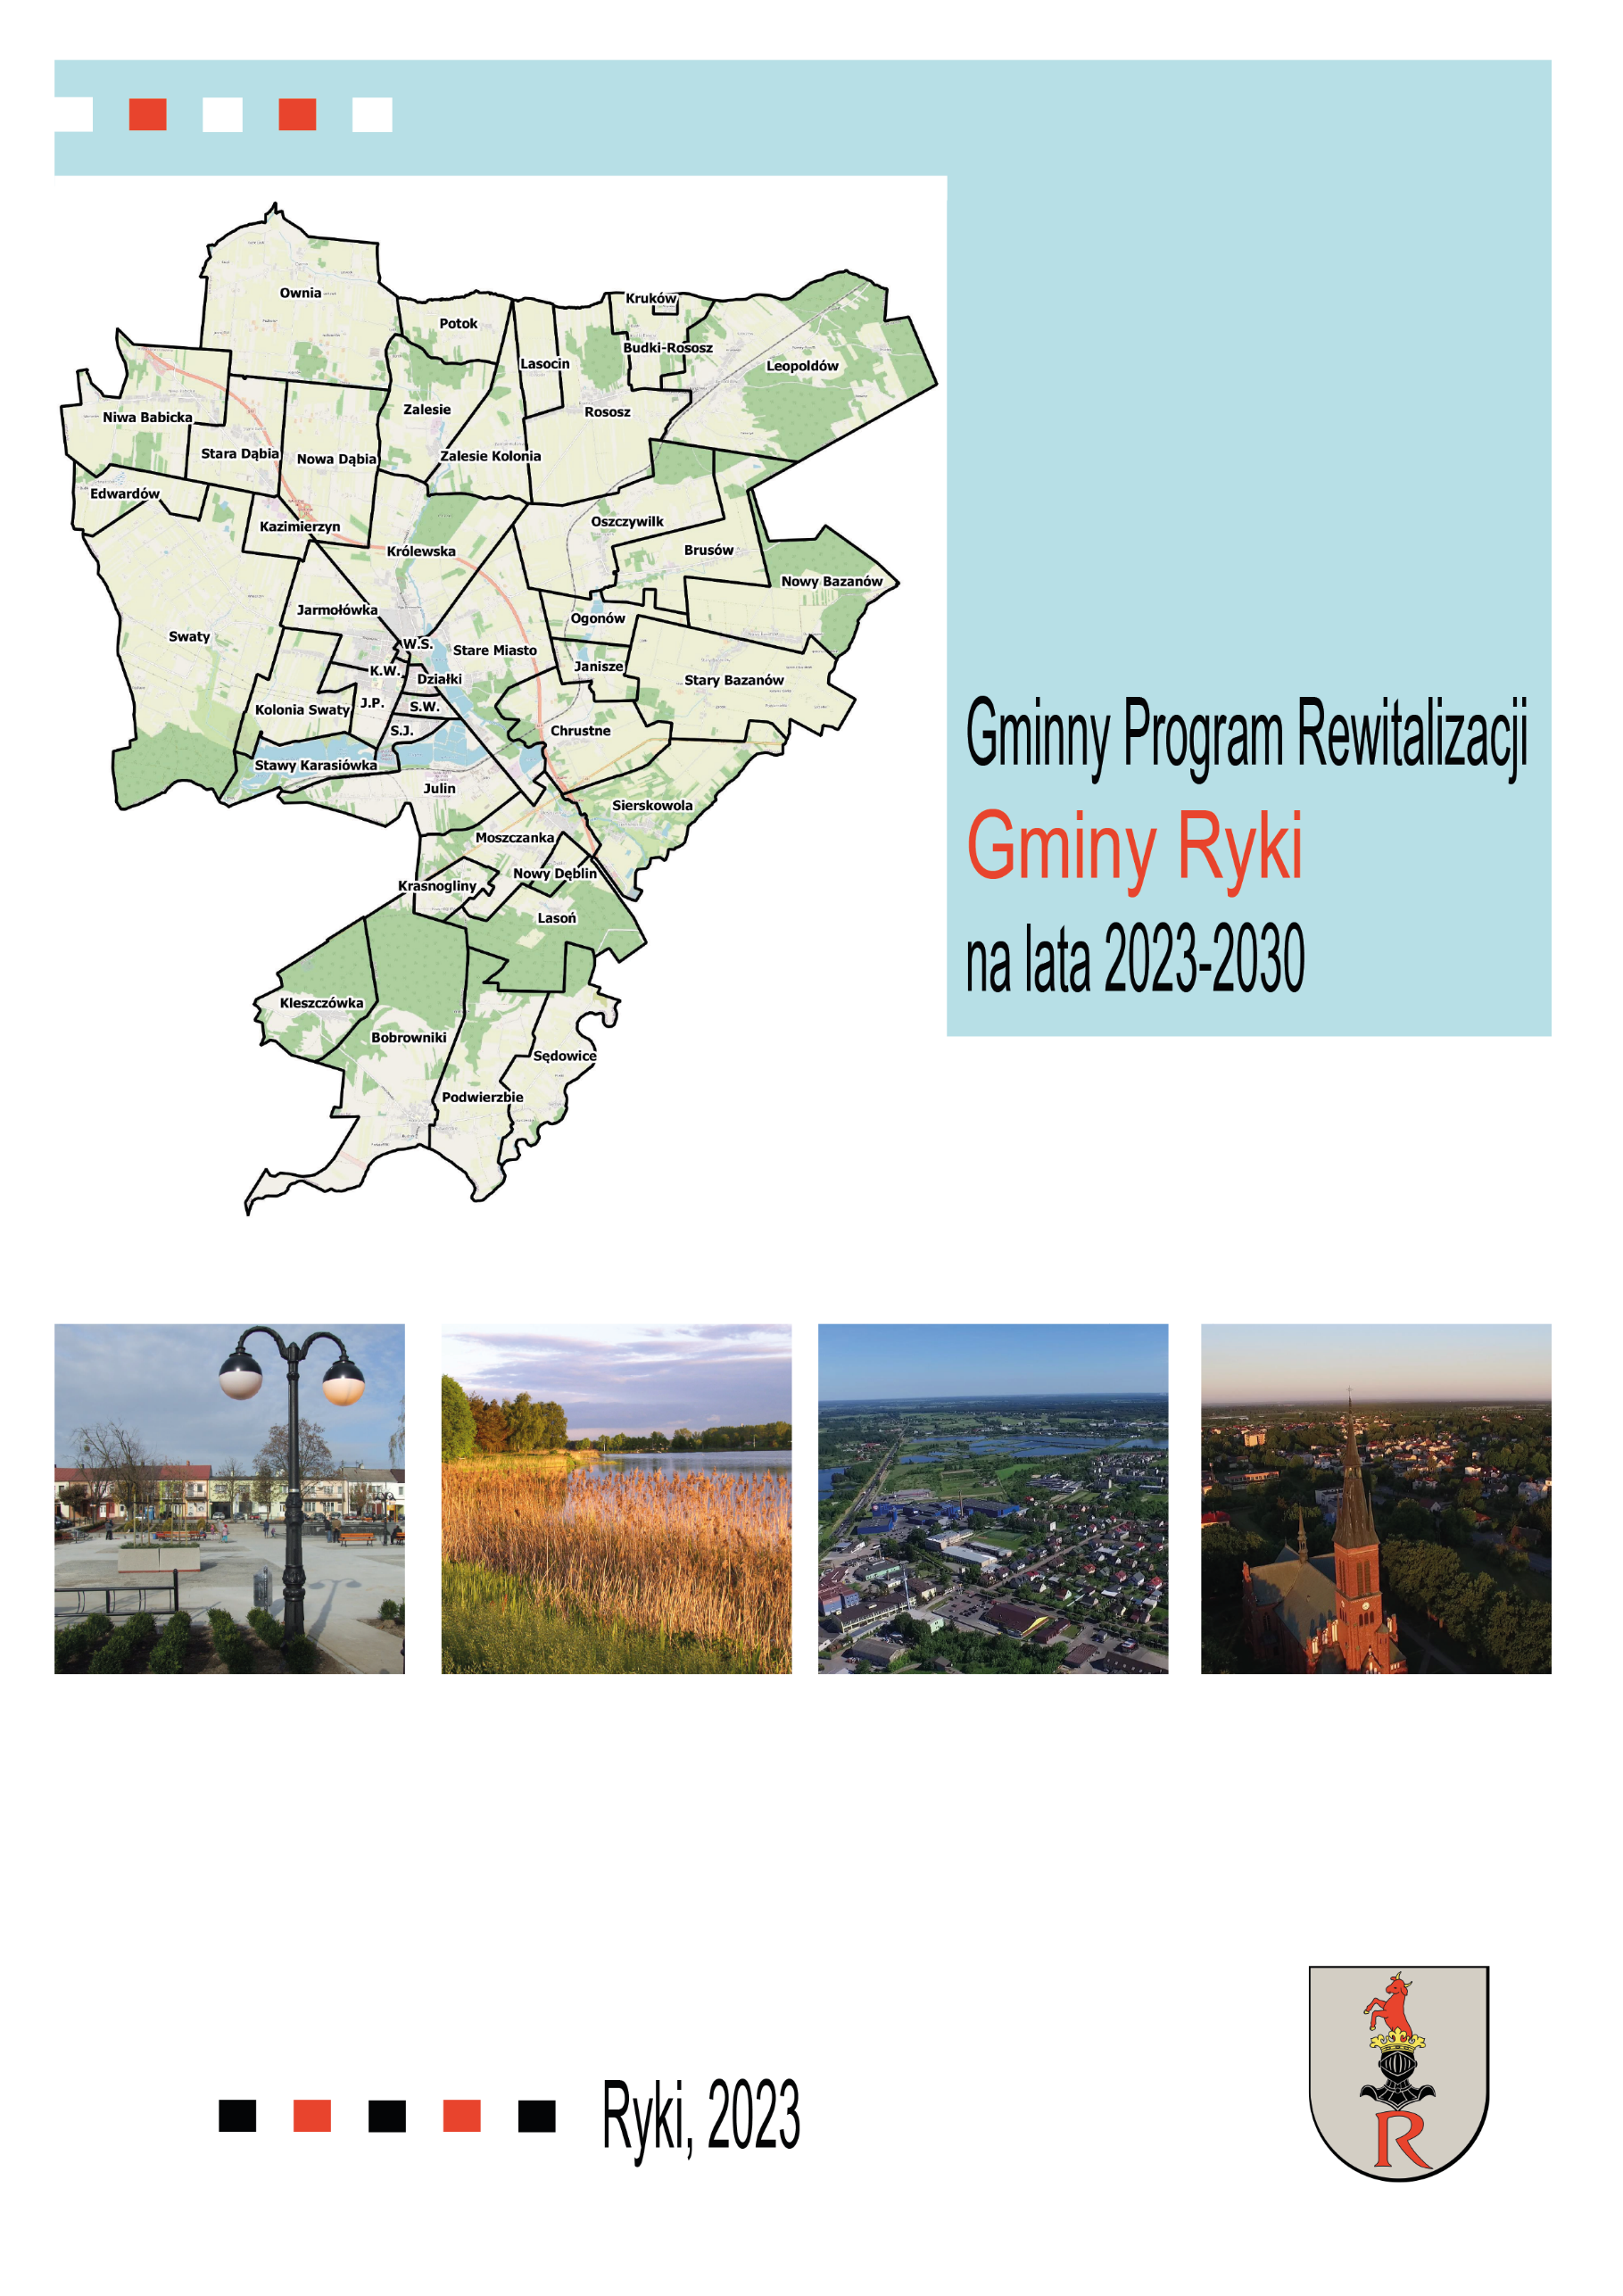 Ownia
Kruków
Potok
Budki-Rososz
Lasocin
Leopoldów
Zalesie
Rososz
Niwa Babicka
Stara Dąbia
Nowa Dąbia
Zalesie Kolonia
Edwardów
Oszczywilk
Kazimierzyn
Królewska
Brusów
Nowy Bazanów
Jarmołówka
Ogonów
Swaty
W.S.
Stare Miasto
Janisze
K.W.
Działki
Stary Bazanów
J.P.
S.W.
Kolonia Swaty
S.J.
Chrustne
Stawy Karasiówka
Julin
Sierskowola
Moszczanka
Nowy Dęblin
Krasnogliny
Lasoń
Kleszczówka
Bobrowniki
Sędowice
Podwierzbie
Gminny Program Rewitalizacji
Gminy Ryki
na lata 2023-2030
Ryki, 2023
R